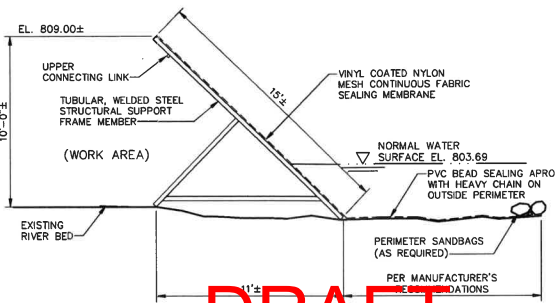 EL. 809.00±
UPPER
CONNECTING LINK
TUBULAR, WELDED STEEL
STRUCTURAL SUPPORT
FRAME MEMBER
10'-0"±
(WORK AREA)
EXISTING
RIVER BED
15'±
VINYL COATED NYLON
MESH CONTINUOUS FABRIC
SEALING MEMBRANE
NORMAL WATER
SURFACE EL. 803.69
PVC BEAD SEALING APRO
WITH HEAVY CHAIN ON
OUTSIDE PERIMETER
PERIMETER SANDBAGS
(AS REQUIRED)
11'±
PER MANUFACTURER'S
RECOMMENDATIONS
DRAFT